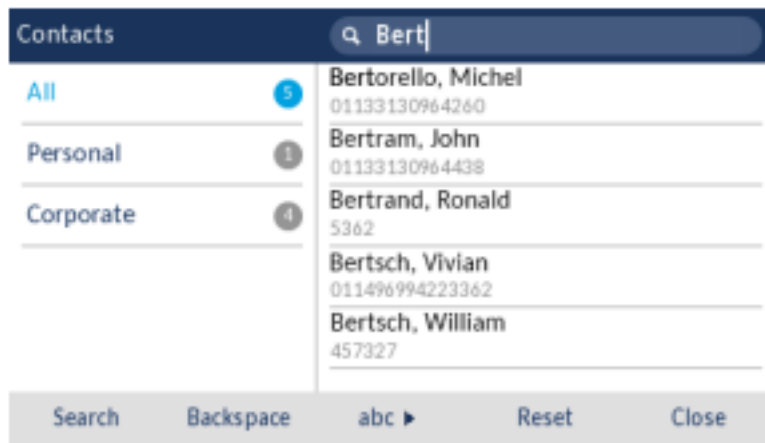 Contacts
Bert
All 5
Personal 1
Corporate 4
Bertorello, Michel
01133130964260
Bertram, John
01133130964438
Bertrand, Ronald
5362
Bertsch, Vivian
011496994223362
Bertsch, William
457327
Search Backspace abc ▶ Reset Close